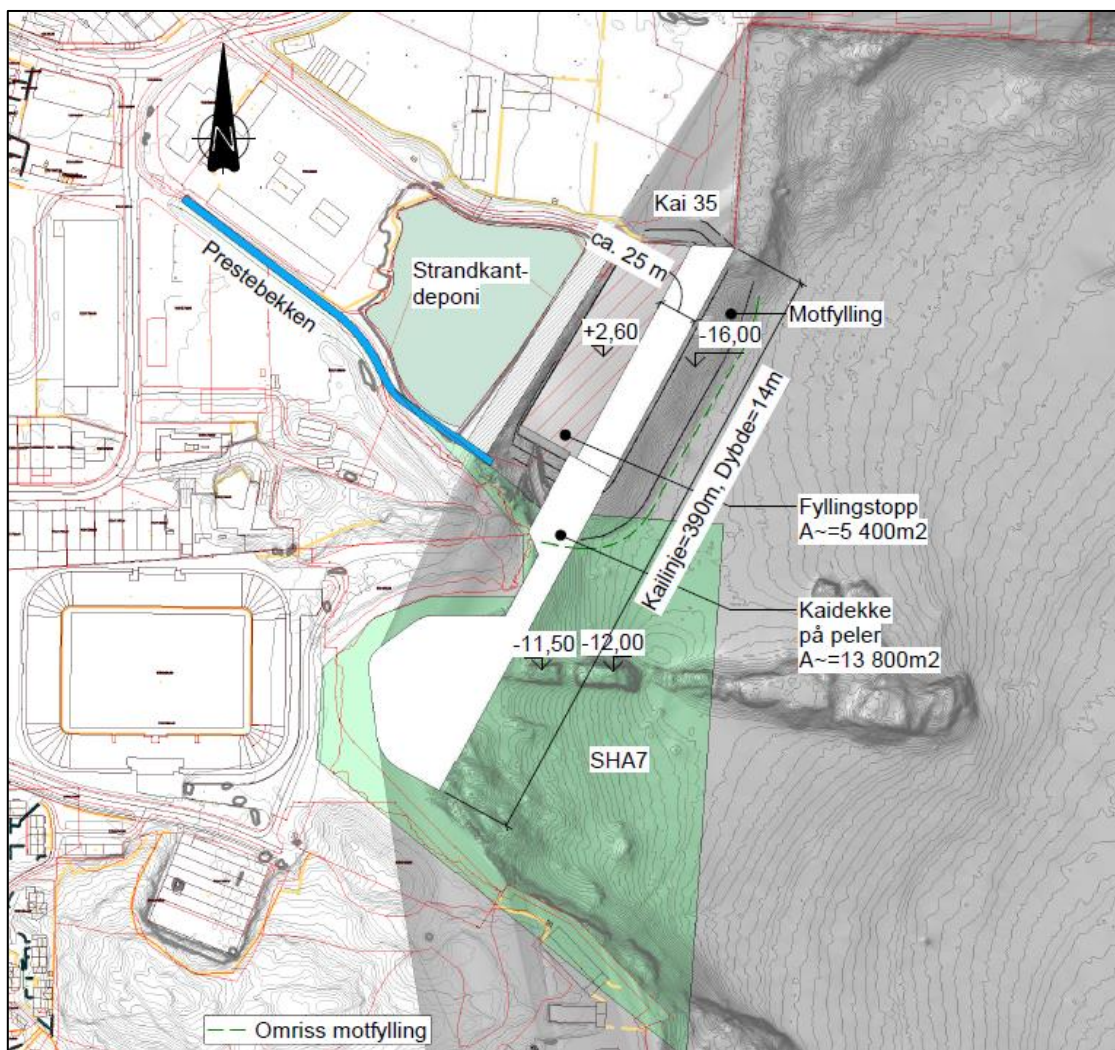 N
Kai 35
ca. 25 m
Prestebekken
Strandkant-
deponi
Motfylling
+2,60
-16,00
Kailinje=390m, Dybde=14m
Fyllingstopp
A~=5 400m2
Kaidekke
på peler
A~=13 800m2
-11,50
-12,00
SHA7
Omriss motfylling